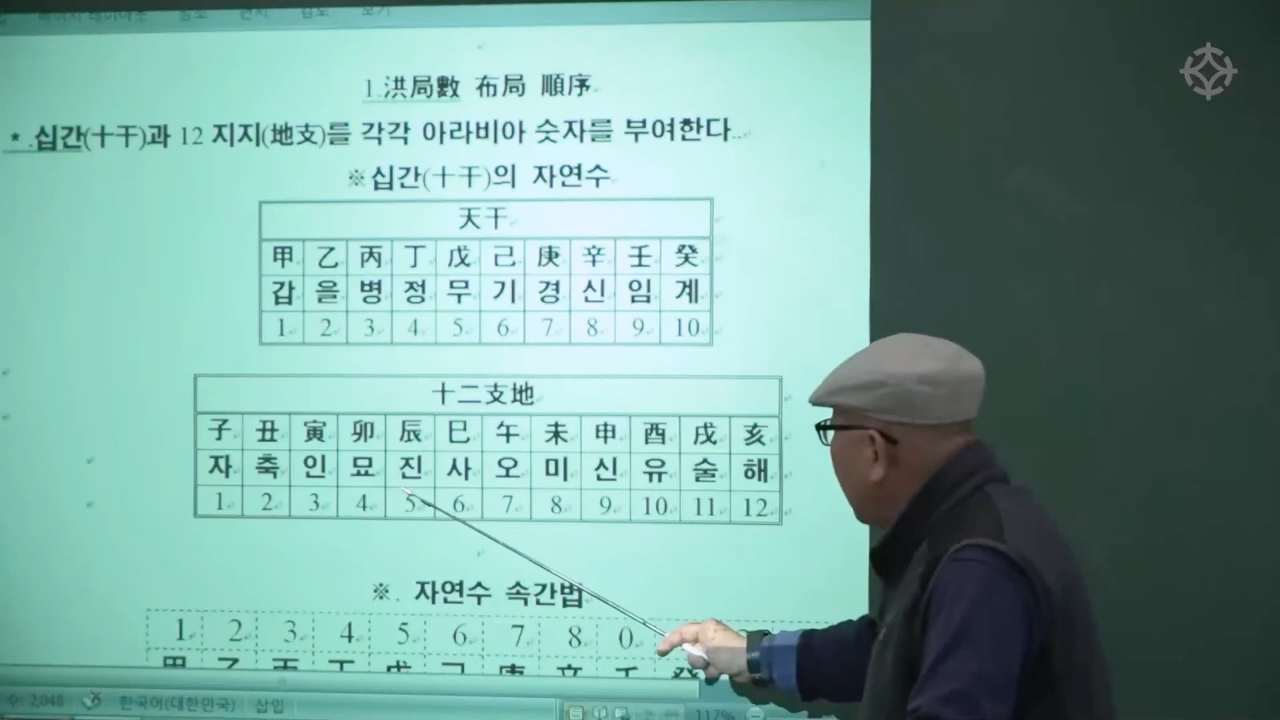 1.洪局數 布局 順序
* .십간(十干)과 12 지지(地支)를 각각 아라비아 숫자를 부여한다..
※십간(十干)의 자연수
天干
甲 乙 丙 丁 戊 己 庚 辛 壬 癸
갑 을 병 정 무 기 경 신 임 계
1 2 3 4 5 6 7 8 9 10
十二支地
子 丑 寅 卯 辰 巳 午 未 申 酉 戌 亥
자 축 인 묘 진 사 오 미 신 유 술 해
1 2 3 4 5 6 7 8 9 10 11 12
※. 자연수 속간법
1 2 3 4 5 6 7 8 0
수: 2,048 한국어(대한민국) 삽입 117%